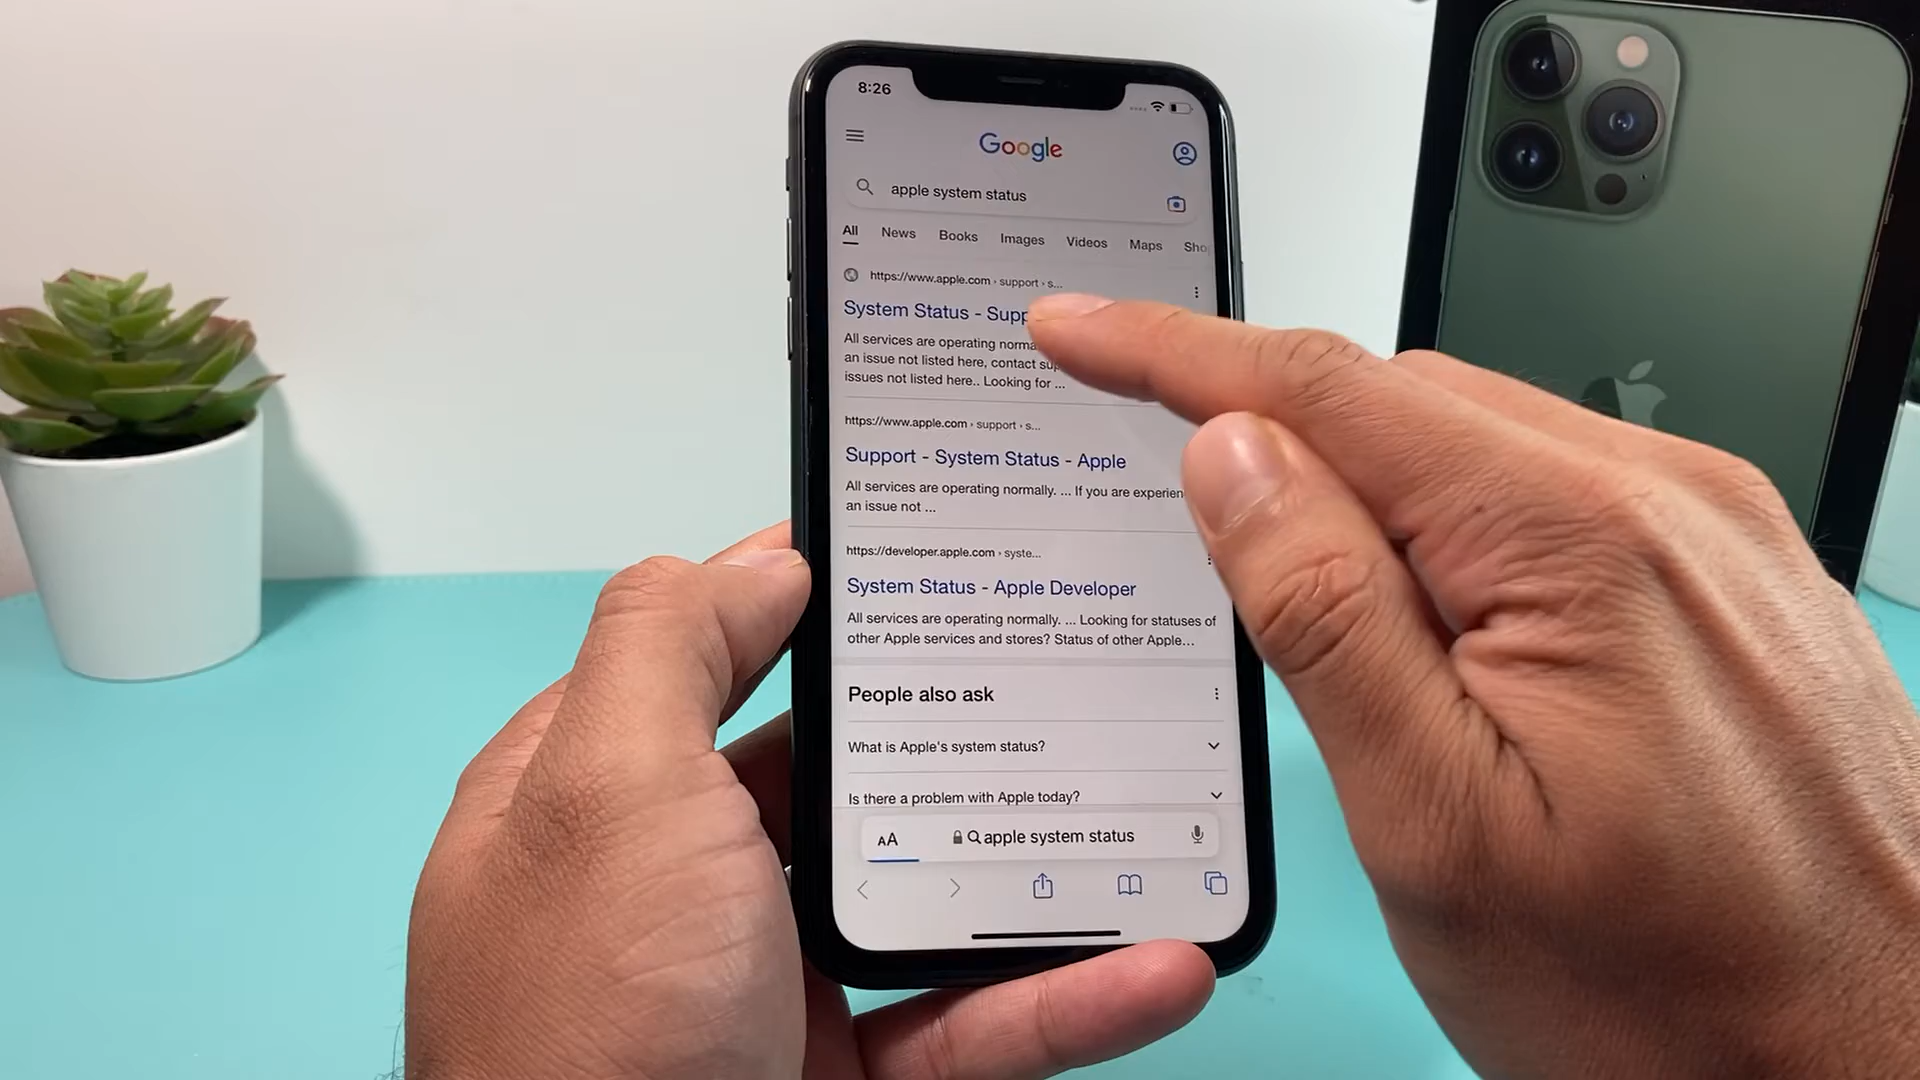 8:26
Google
apple system status
All News Books Images Videos Maps Sho
https://www.apple.com › support › s...
System Status - Supp
All services are operating norma
an issue not listed here, contact sup
issues not listed here.. Looking for ...
https://www.apple.com › support › s...
Support - System Status - Apple
All services are operating normally. ... If you are experien
an issue not ...
https://developer.apple.com › syste...
System Status - Apple Developer
All services are operating normally. ... Looking for statuses of
other Apple services and stores? Status of other Apple...
People also ask
What is Apple's system status?
Is there a problem with Apple today?
AA apple system status